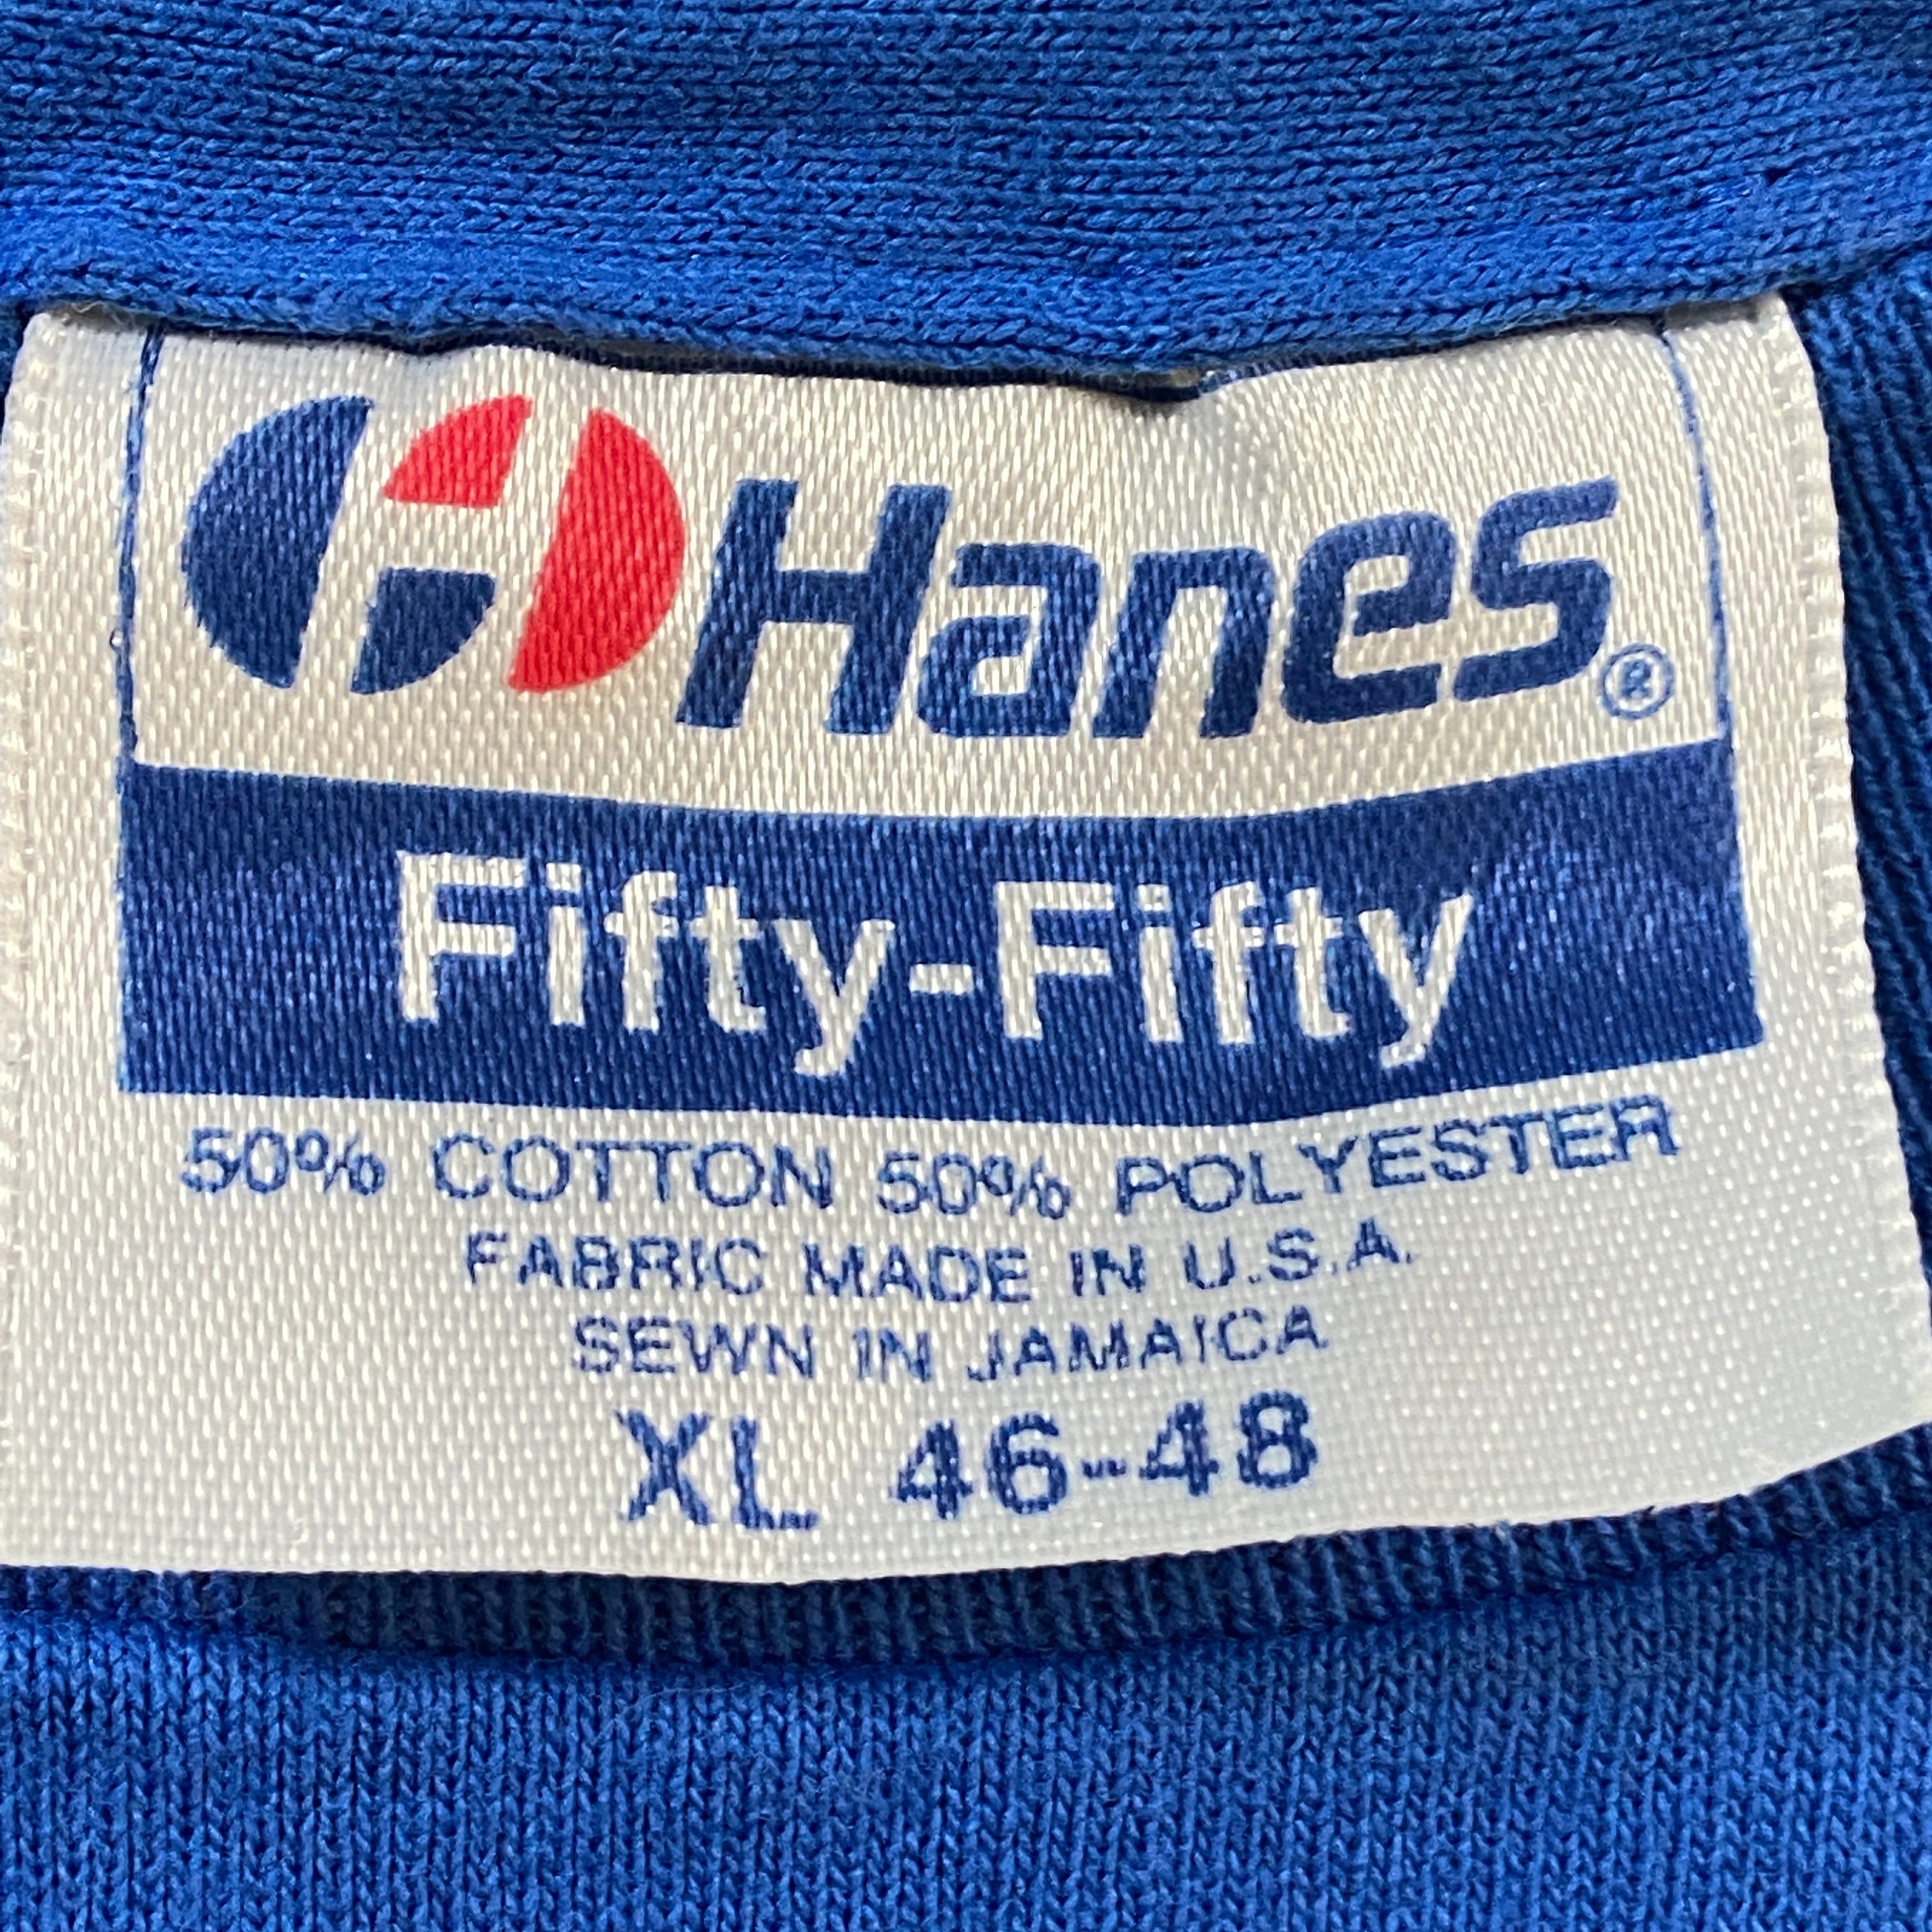 Hanes®
Fifty-Fifty
50% COTTON 50% POLYESTER
FABRIC MADE IN U.S.A.
SEWN IN JAMAICA
XL 46-48